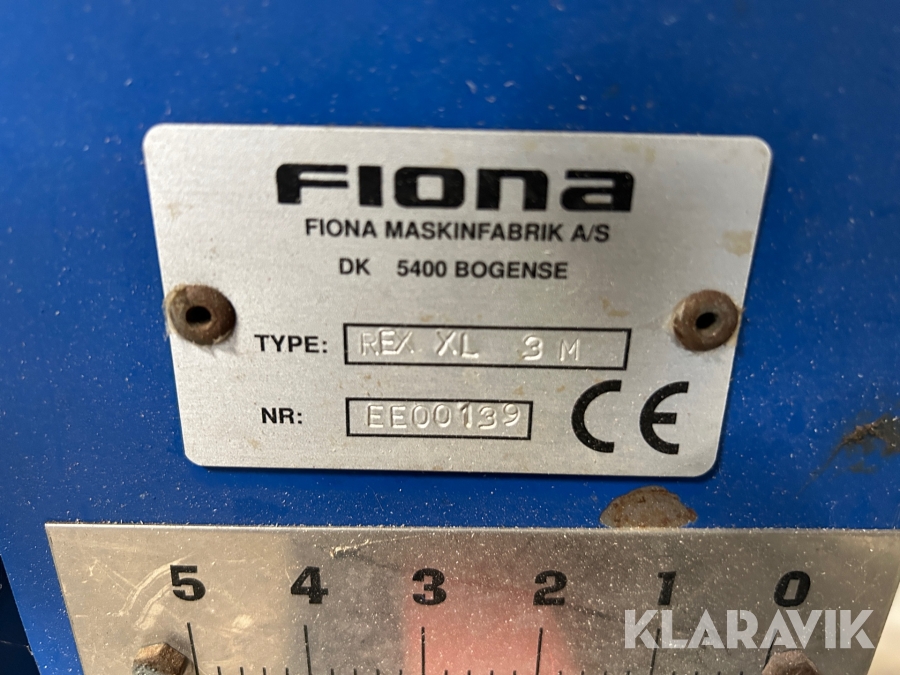 FIONA
FIONA MASKINFABRIK A/S
DK 5400 BOGENSE
TYPE: REX XL 3 M
NR: EE00139
CE
5 4 3 2 1 0
KLARAVIK